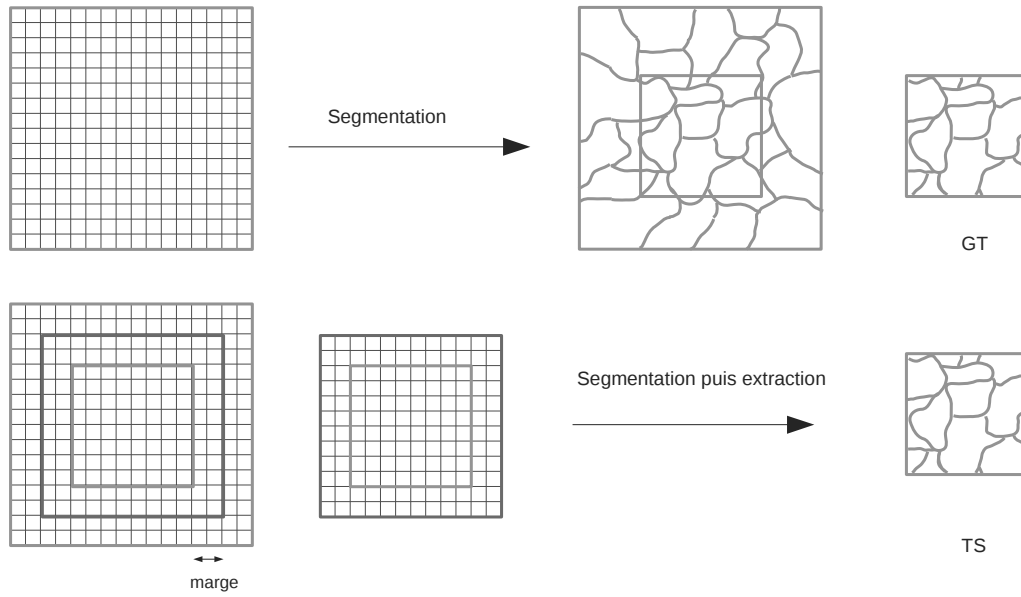 Segmentation
GT
Segmentation puis extraction
TS
marge